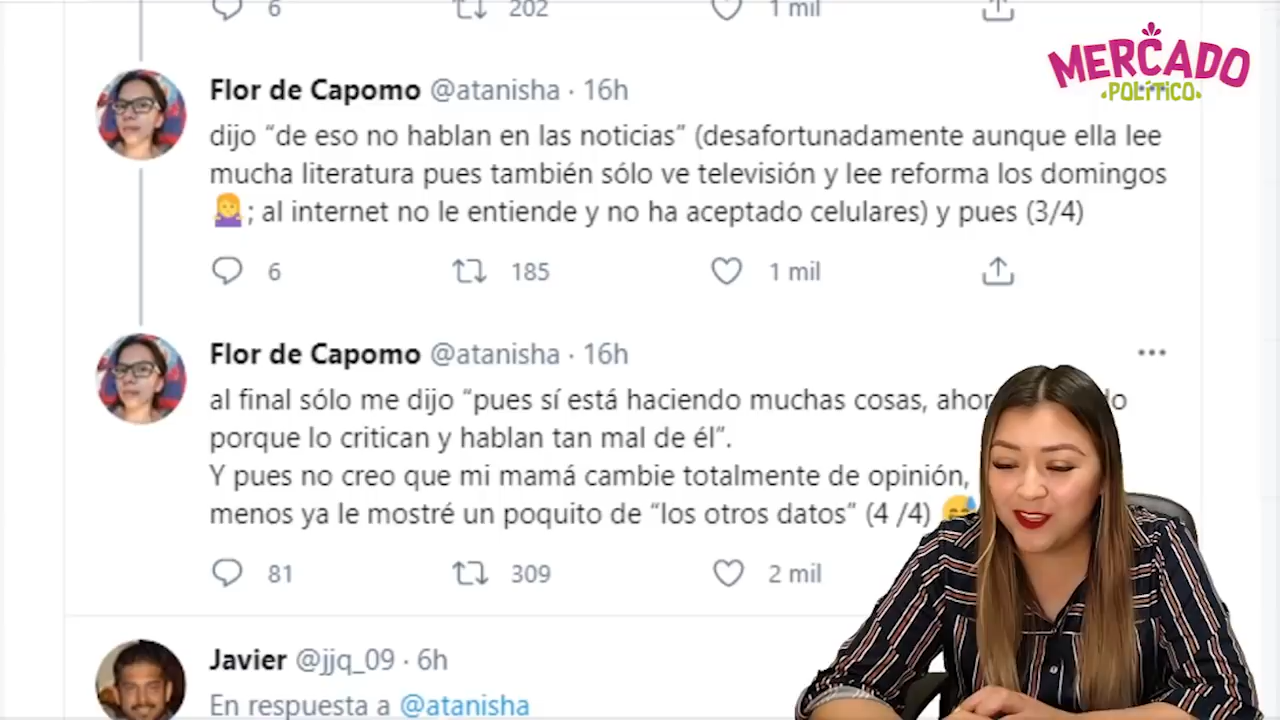 6 202 1 mil
MERCADO
POLÍTICO
Flor de Capomo @atanisha · 16h
dijo “de eso no hablan en las noticias” (desafortunadamente aunque ella lee
mucha literatura pues también sólo ve televisión y lee reforma los domingos
🤷‍♀️; al internet no le entiende y no ha aceptado celulares) y pues (3/4)
6 185 1 mil
Flor de Capomo @atanisha · 16h
al final sólo me dijo “pues sí está haciendo muchas cosas,
porque lo critican y hablan tan mal de él”.
Y pues no creo que mi mamá cambie totalmente de opinión,
menos ya le mostré un poquito de “los otros datos” (4 /4) 😅
81 309 2 mil
Javier @jjq_09 · 6h
En respuesta a @atanisha